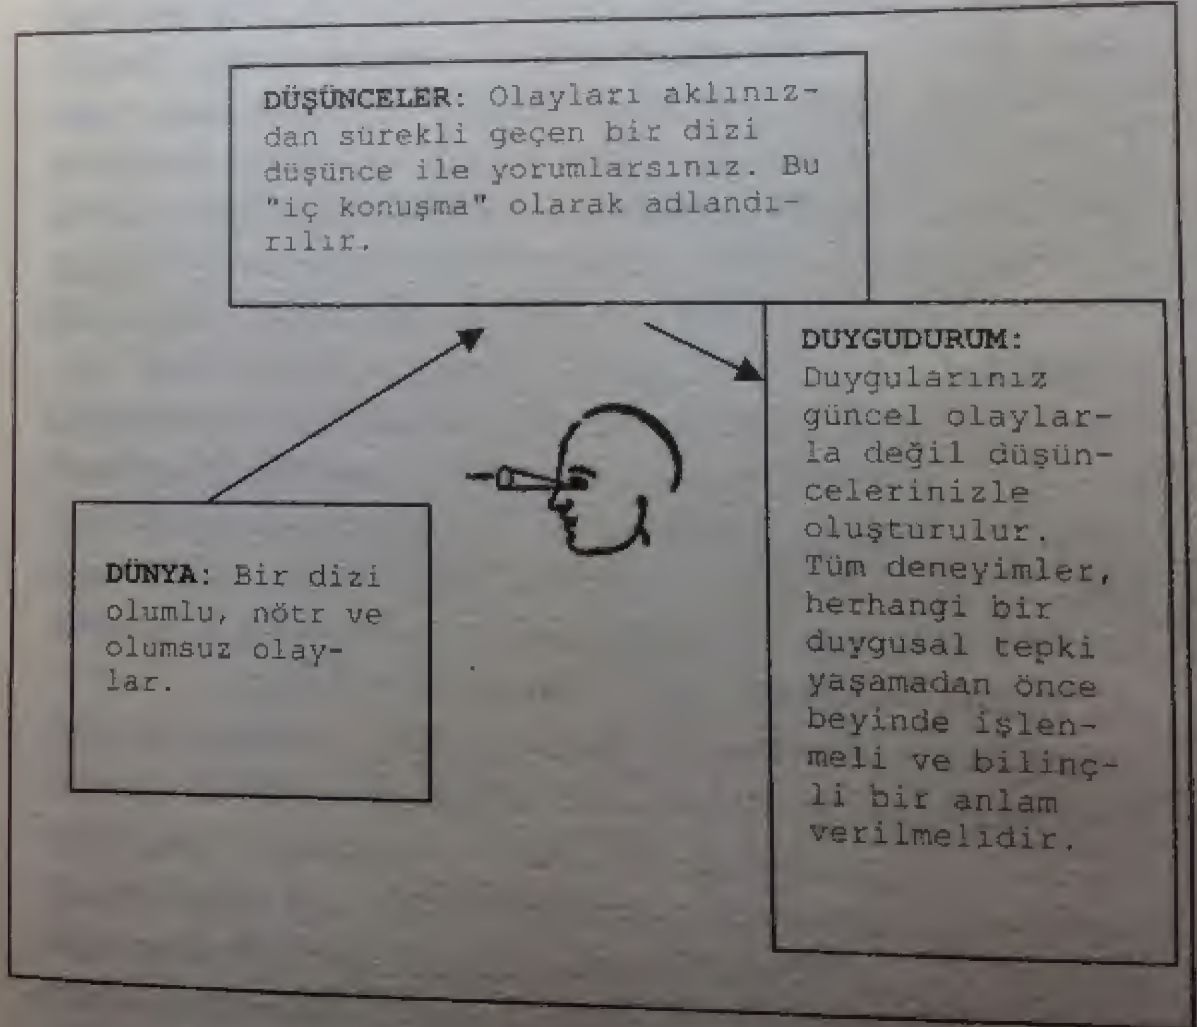 DÜŞÜNCELER: Olayları aklınız-
dan sürekli geçen bir dizi
düşünce ile yorumlarsınız. Bu
"iç konuşma" olarak adlandı-
rılır.
DUYGUDURUM:
Duygularınız
güncel olaylar-
la değil düşün-
celerinizle
oluşturulur.
Tüm deneyimler,
herhangi bir
duygusal tepki
yaşamadan önce
beyinde işlen-
meli ve bilinç-
li bir anlam
verilmelidir.
DÜNYA: Bir dizi
olumlu, nötr ve
olumsuz olay-
lar.